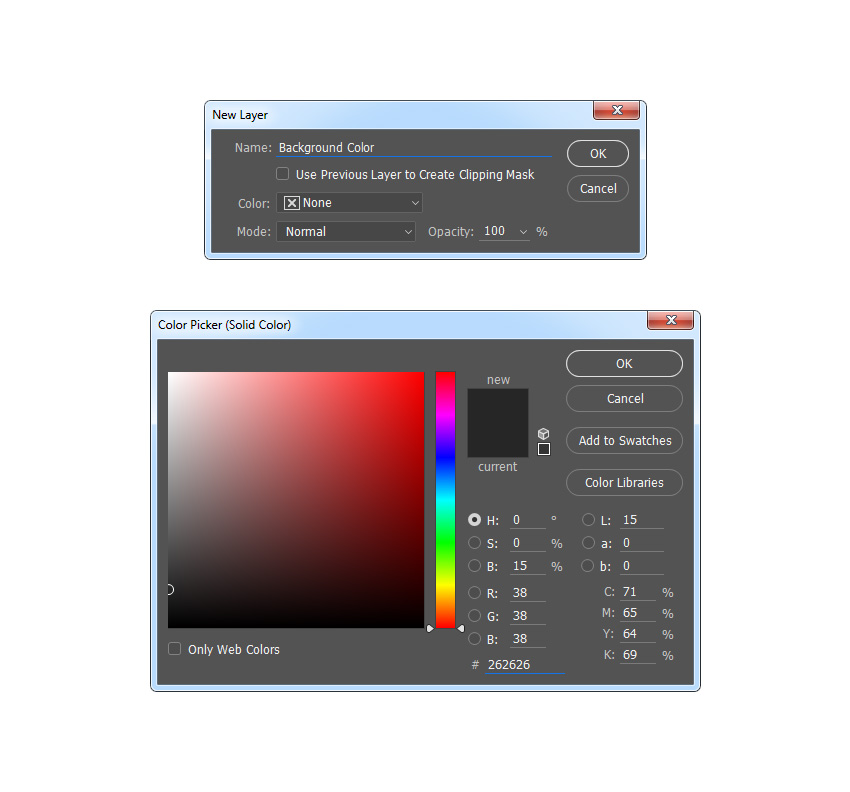 New Layer
Name: Background Color
OK
Use Previous Layer to Create Clipping Mask
Cancel
Color: None
Mode: Normal Opacity: 100 %
Color Picker (Solid Color)
OK
new
Cancel
Add to Swatches
current
Color Libraries
H: 0 ° L: 15
S: 0 % a: 0
B: 15 % b: 0
R: 38 C: 71 %
G: 38 M: 65 %
B: 38 Y: 64 %
Only Web Colors K: 69 %
# 262626